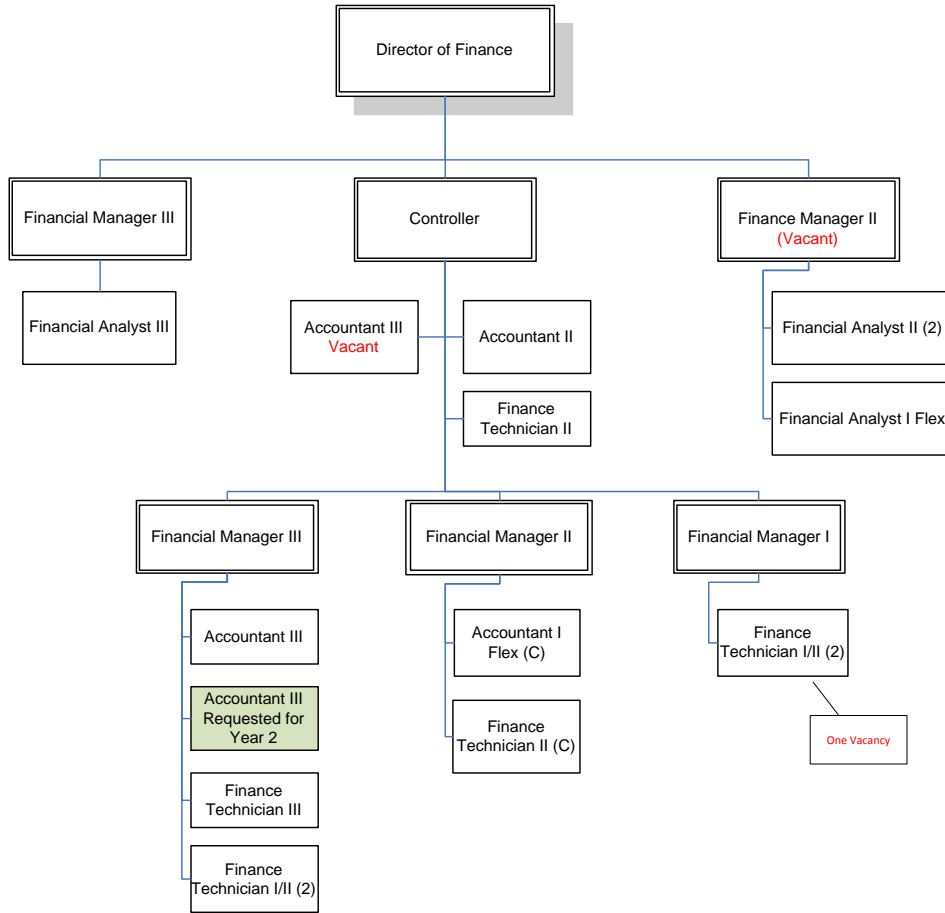 Director of Finance
Financial Manager III
Controller
Finance Manager II
(Vacant)
Financial Analyst III
Accountant III
Vacant
Accountant II
Financial Analyst II (2)
Finance
Technician II
Financial Analyst I Flex
Financial Manager III
Financial Manager II
Financial Manager I
Accountant III
Accountant I
Flex (C)
Finance
Technician I/II (2)
Accountant III
Requested for
Year 2
Finance
Technician II (C)
One Vacancy
Finance
Technician III
Finance
Technician I/II (2)